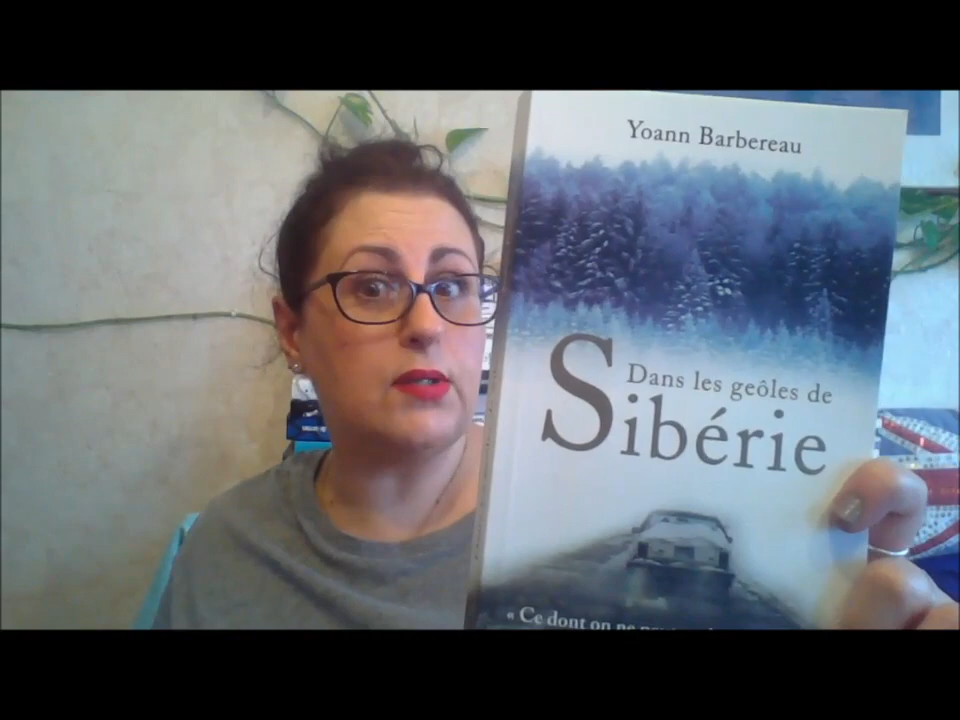 Yoann Barbereau
Dans les geôles de
Sibérie
« Ce dont on ne